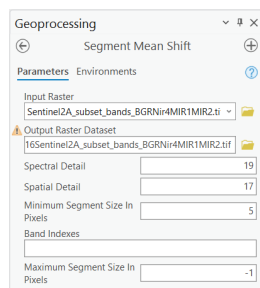 Geoprocessing
Segment Mean Shift
Parameters Environments
Input Raster
Sentinel2A_subset_bands_BGRNir4MIR1MIR2.ti
Output Raster Dataset
16Sentinel2A_subset_bands_BGRNir4MIR1MIR2.tif
Spectral Detail 19
Spatial Detail 17
Minimum Segment Size In
Pixels 5
Band Indexes
Maximum Segment Size In
Pixels -1